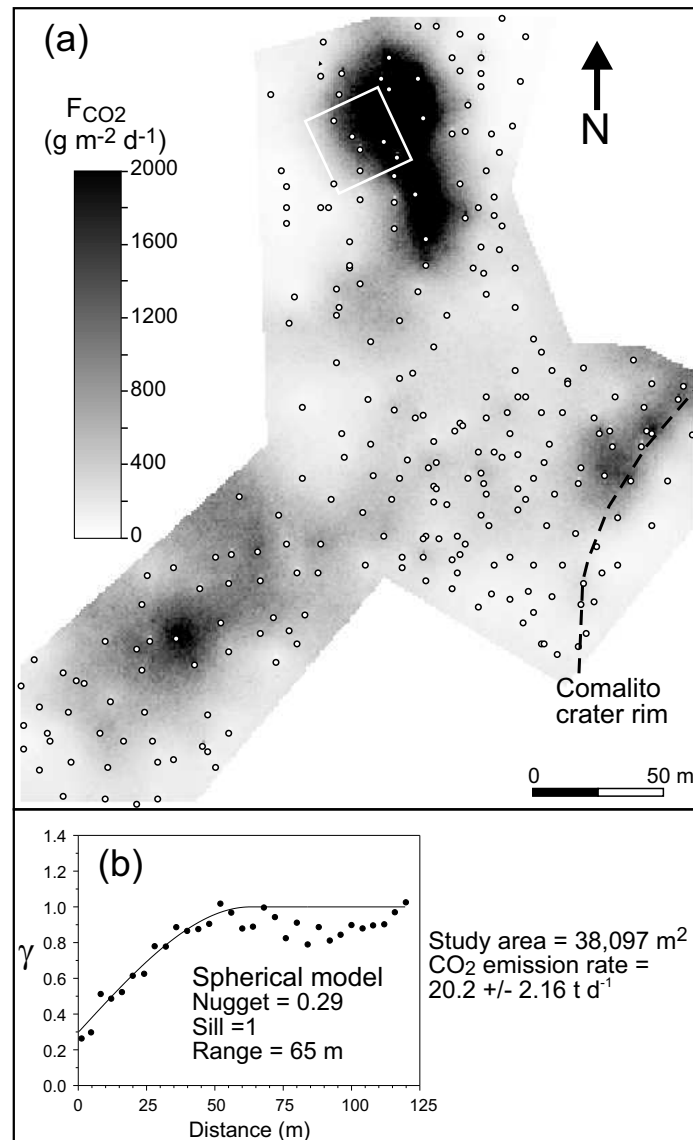 (a)
F_CO2
(g m-2 d-1)
2000
1600
1200
800
400
0
N
Comalito
crater rim
0 50 m
(b)
1.4
1.2
1.0
0.8
0.6
0.4
0.2
0.0
γ
Spherical model
Nugget = 0.29
Sill =1
Range = 65 m
0 25 50 75 100 125
Distance (m)
Study area = 38,097 m²
CO2 emission rate =
20.2 +/- 2.16 t d-1